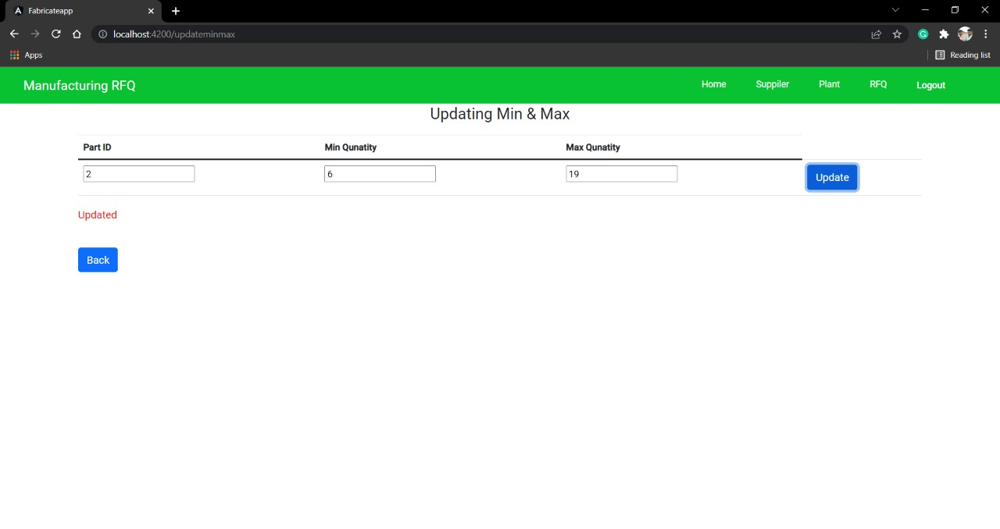 Fabricateapp
localhost:4200/updateminmax
Apps
Reading list
Manufacturing RFQ Home Suppiler Plant RFQ Logout
Updating Min & Max
Part ID Min Qunatity Max Qunatity
2 6 19 Update
Updated
Back